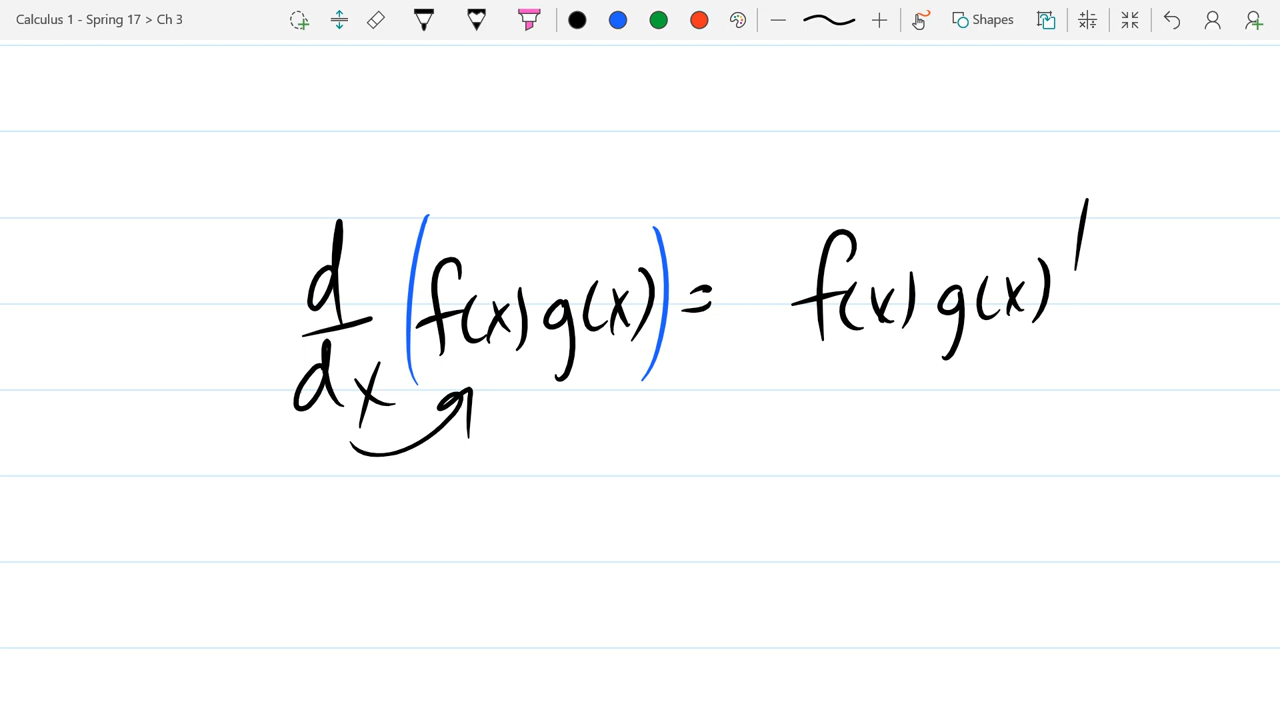 Calculus 1 - Spring 17 > Ch 3
Shapes
d/dx (f(x) g(x)) = f(x) g(x)'